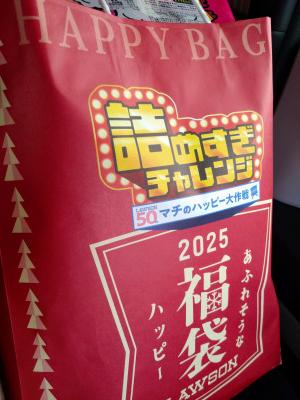 HAPPY BAG
詰めすぎ
チャレンジ
LAWSON
50th マチのハッピー大作戦
2025
福袋
あふれそうな
ハッピー
LAWSON